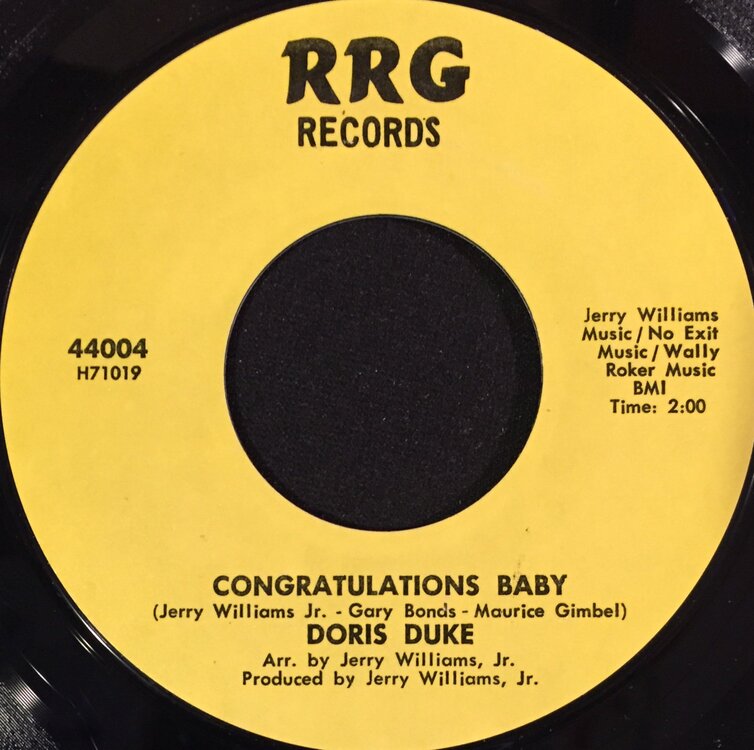 RRG
RECORDS
44004
H71019
Jerry Williams
Music/No Exit
Music/Wally
Roker Music
BMI
Time: 2:00
CONGRATULATIONS BABY
(Jerry Williams Jr. - Gary Bonds - Maurice Gimbel)
DORIS DUKE
Arr. by Jerry Williams, Jr.
Produced by Jerry Williams, Jr.